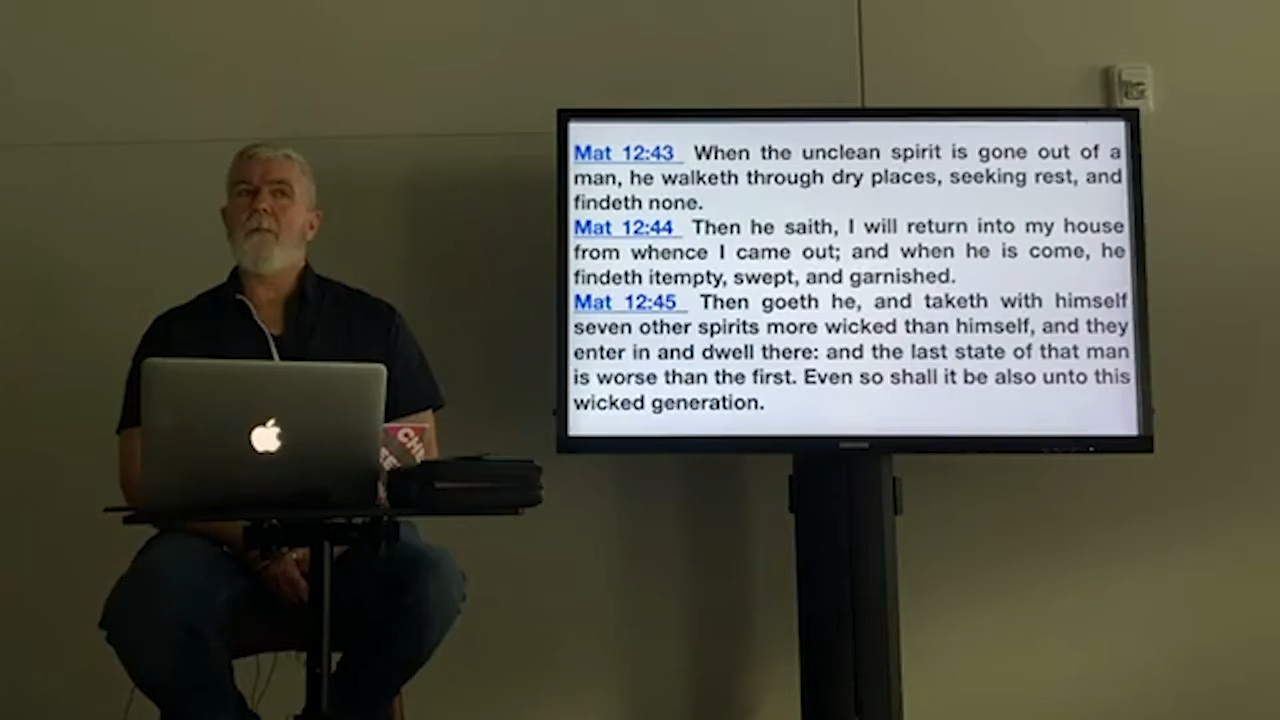 Mat 12:43 When the unclean spirit is gone out of a
man, he walketh through dry places, seeking rest, and
findeth none.
Mat 12:44 Then he saith, I will return into my house
from whence I came out; and when he is come, he
findeth itempty, swept, and garnished.
Mat 12:45 Then goeth he, and taketh with himself
seven other spirits more wicked than himself, and they
enter in and dwell there: and the last state of that man
is worse than the first. Even so shall it be also unto this
wicked generation.